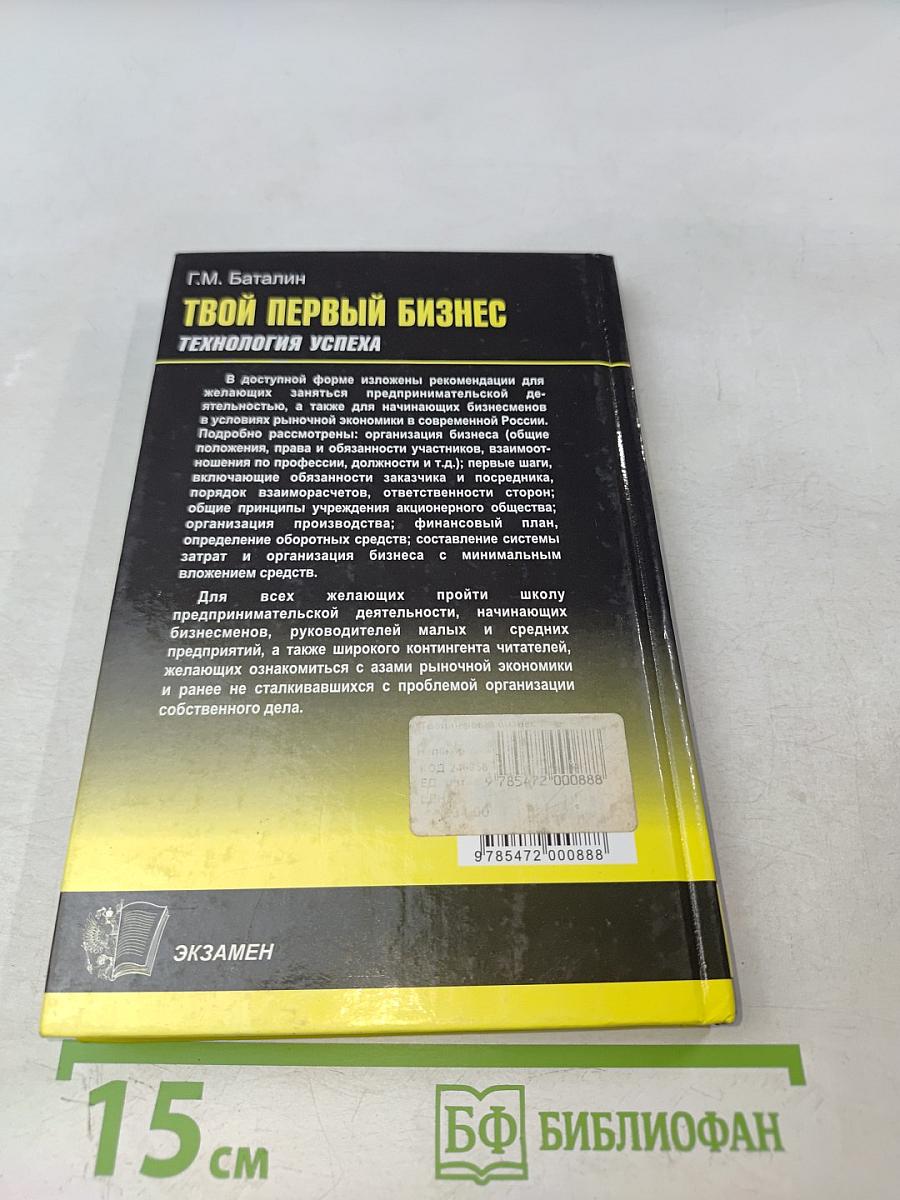 Г.М. Баталин
ТВОЙ ПЕРВЫЙ БИЗНЕС
ТЕХНОЛОГИЯ УСПЕХА
В доступной форме изложены рекомендации для
желающих заняться предпринимательской де-
ятельностью, а также для начинающих бизнесменов
в условиях рыночной экономики в современной России.
Подробно рассмотрены: организация бизнеса (общие
положения, права и обязанности участников, взаимоот-
ношения по профессии, должности и т.д.); первые шаги,
включающие обязанности заказчика и посредника,
порядок взаиморасчетов, ответственности сторон;
общие принципы учреждения акционерного общества;
организация производства; финансовый план,
определение оборотных средств; составление системы
затрат и организация бизнеса с минимальным
вложением средств.
Для всех желающих пройти школу
предпринимательской деятельности, начинающих
бизнесменов, руководителей малых и средних
предприятий, а также широкого контингента читателей,
желающих ознакомиться с азами рыночной экономики
и ранее не сталкивавшихся с проблемой организации
собственного дела.
9 785472 000888
9 785472 000888
ЭКЗАМЕН
15 см
БФ БИБЛИОФАН